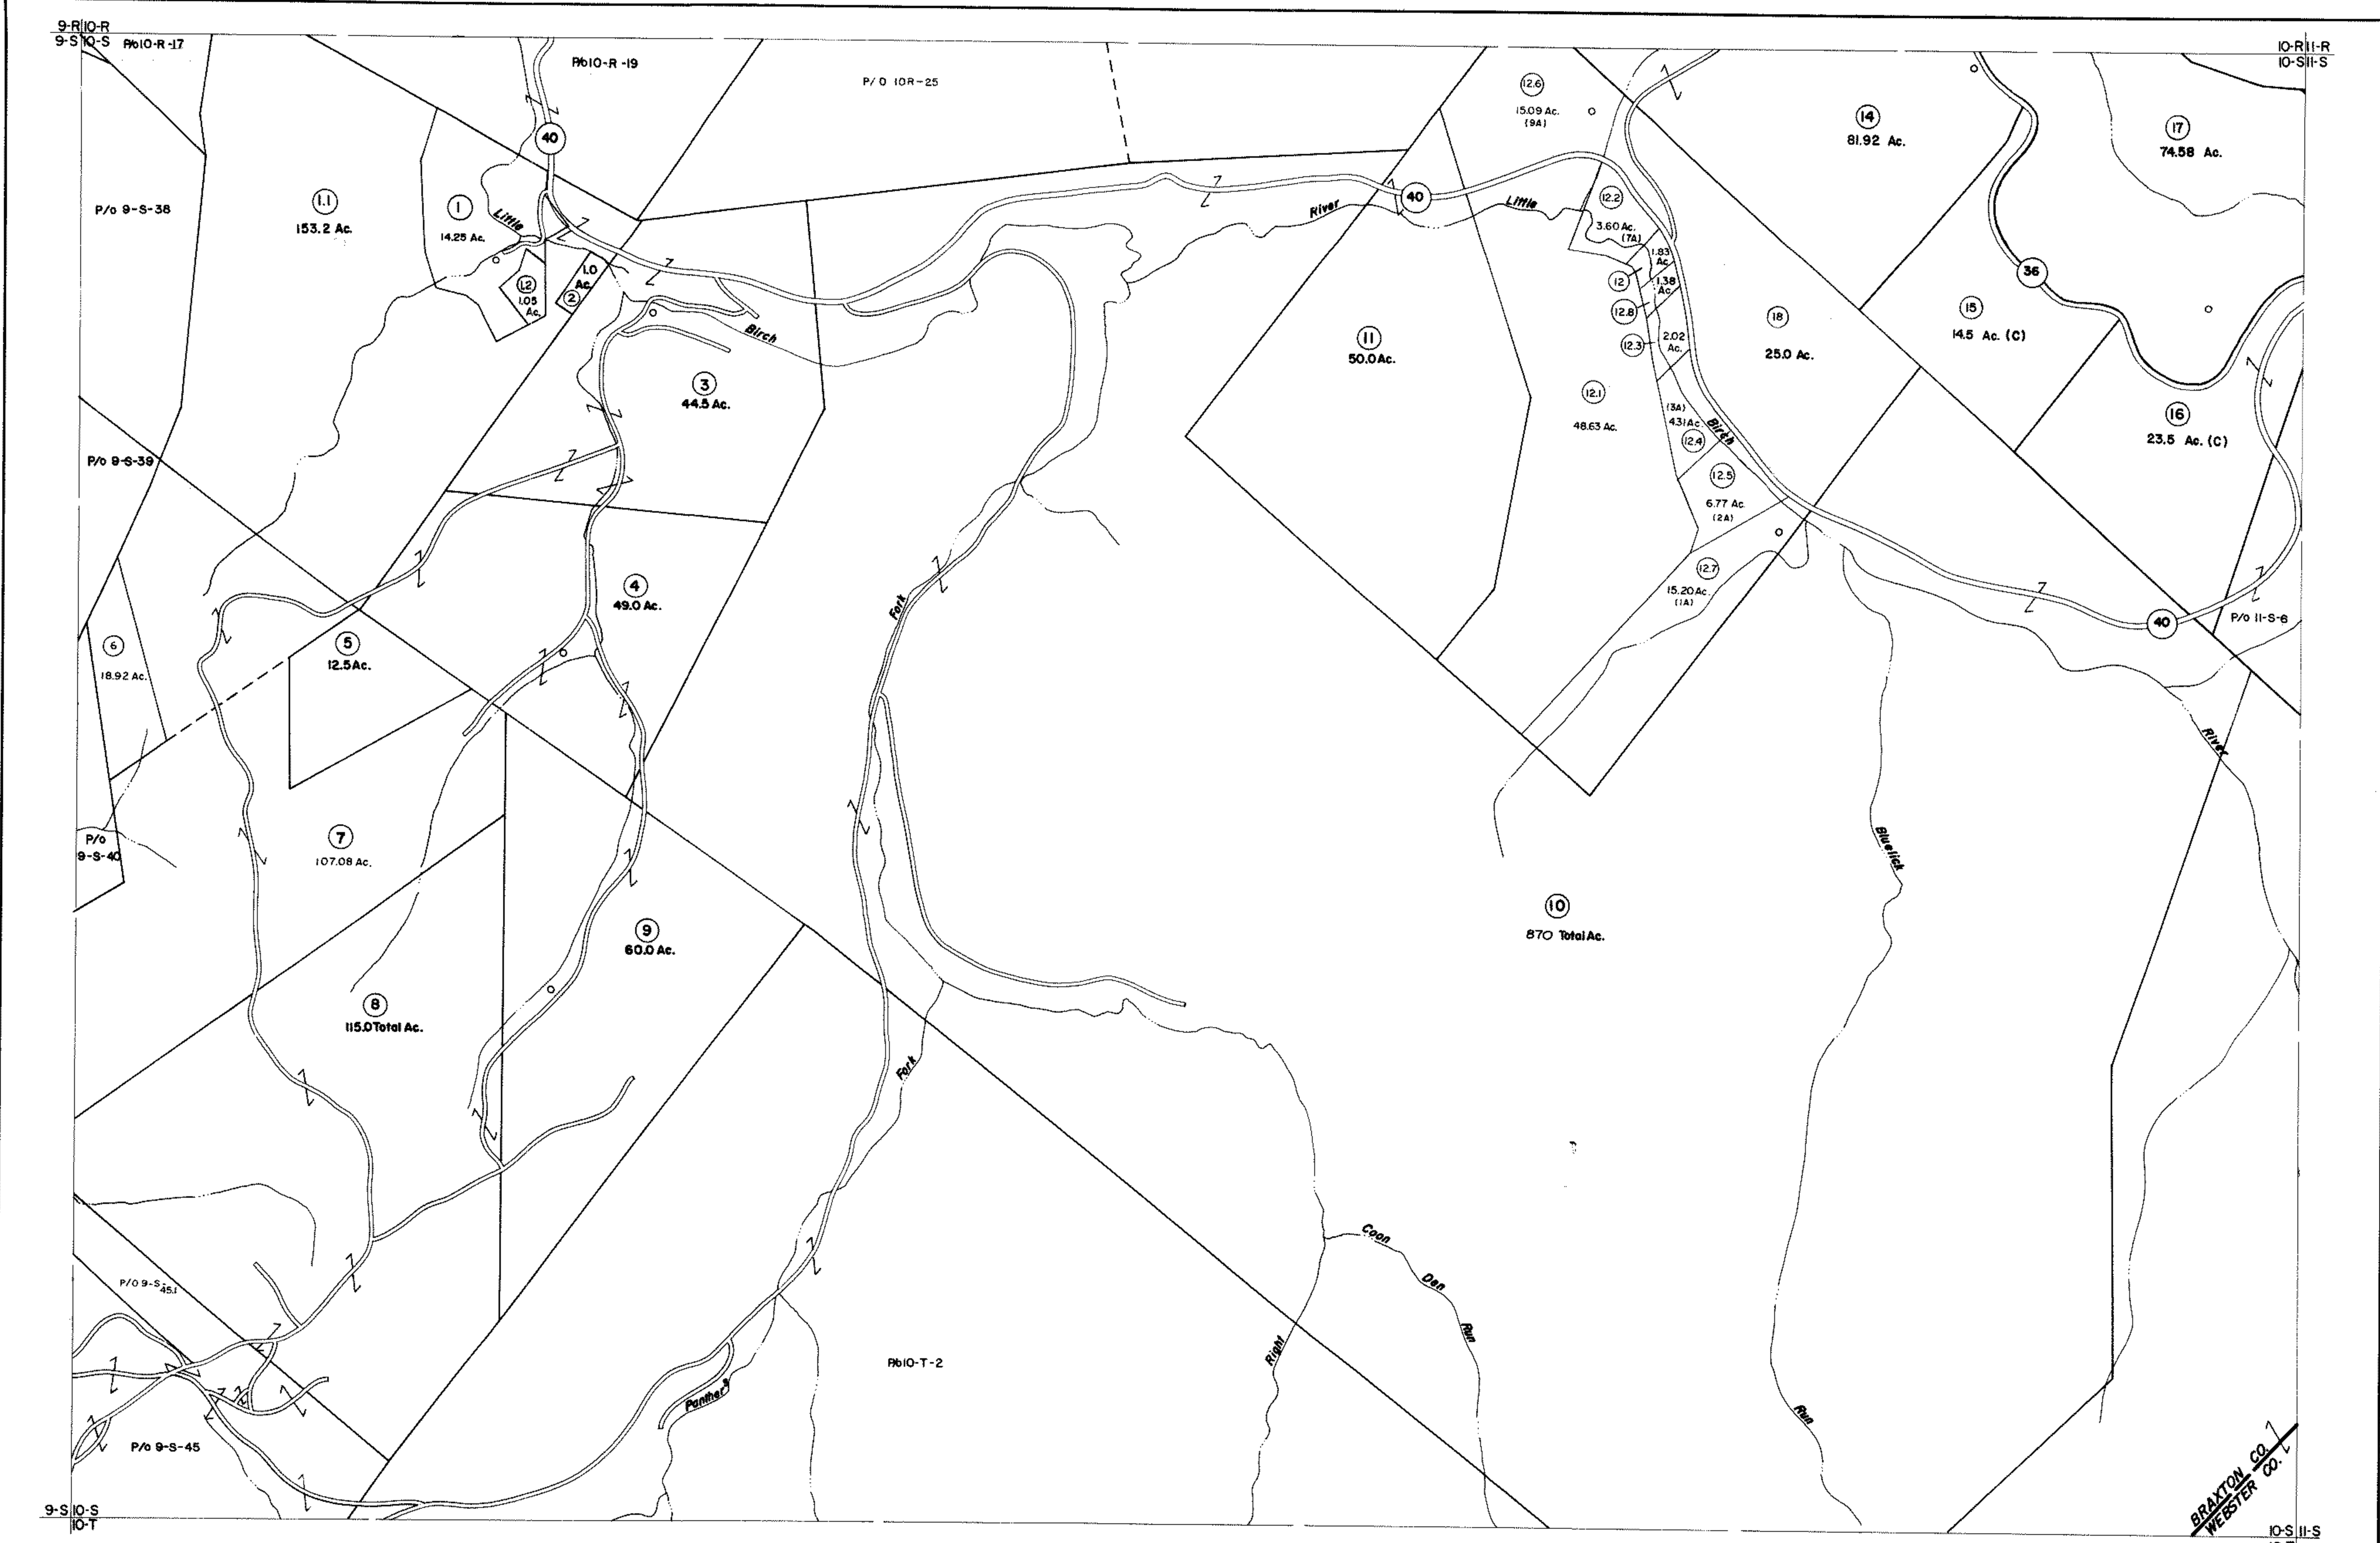 9-R 10-R
9-S 10-S
P/o 10-R-17
P/o 10-R-19
P/O 10R-25
10-R 11-R
10-S 11-S
40
12.6
15.09 Ac.
(9A)
14
81.92 Ac.
17
74.58 Ac.
P/o 9-S-38
1.1
153.2 Ac.
1
14.25 Ac.
Little
1.2
1.05
Ac.
1.0
Ac.
2
River
40
Little
12.2
3.60 Ac.
(7A)
1.83
Ac.
12
1.38
Ac.
12.8
12.3
2.02
Ac.
18
25.0 Ac.
36
15
14.5 Ac. (C)
Birch
3
44.5 Ac.
11
50.0 Ac.
12.1
48.63 Ac.
(3A)
4.31 Ac.
12.4
Birch
16
23.5 Ac. (C)
P/o 9-S-39
12.5
6.77 Ac.
(2A)
12.7
15.20 Ac.
(1A)
4
49.0 Ac.
Fork
40
P/o 11-S-6
6
18.92 Ac.
5
12.5 Ac.
River
P/o
9-S-40
7
107.08 Ac.
Bluelick
9
60.0 Ac.
10
870 Total Ac.
8
115.0 Total Ac.
Fork
Coon
Den
Run
P/O 9-S-
45.1
Right
P/o 10-T-2
Panther
Run
P/o 9-S-45
BRAXTON CO.
WEBSTER CO.
9-S 10-S
10-T
10-S 11-S